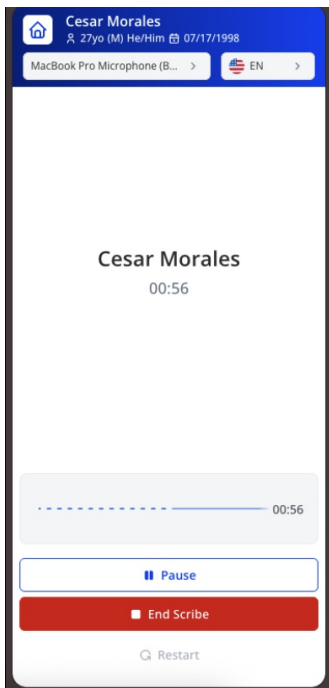 Cesar Morales
27yo (M) He/Him 07/17/1998
MacBook Pro Microphone (B... EN
Cesar Morales
00:56
00:56
Pause
End Scribe
Restart